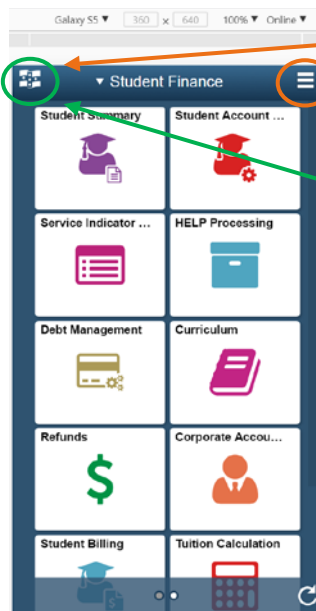 Galaxy S5 ▼ 360 x 640 100% ▼ Online ▼
▼ Student Finance
Student Summary Student Account ...
Service Indicator ... HELP Processing
Debt Management Curriculum
Refunds Corporate Accou...
Student Billing Tuition Calculation